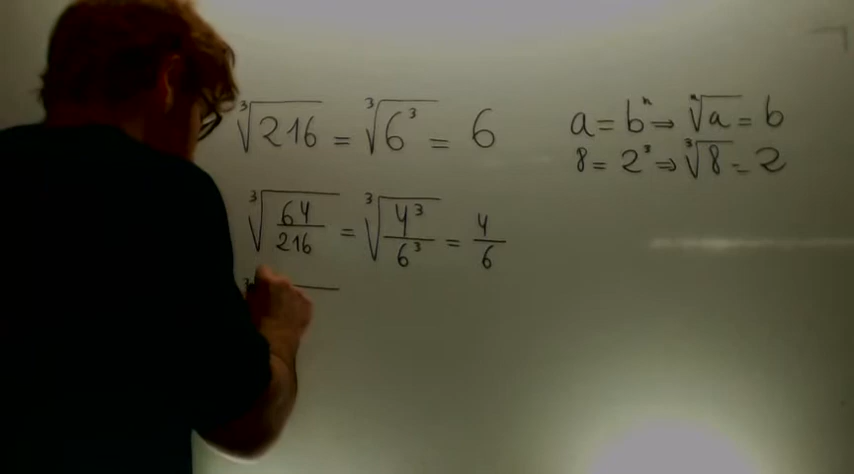 ∛216 = ∛6³ = 6
a = bⁿ ⇒ ⁿ√a = b
8 = 2³ ⇒ ∛8 = 2
∛(64/216) = ∛(4³/6³) = 4/6